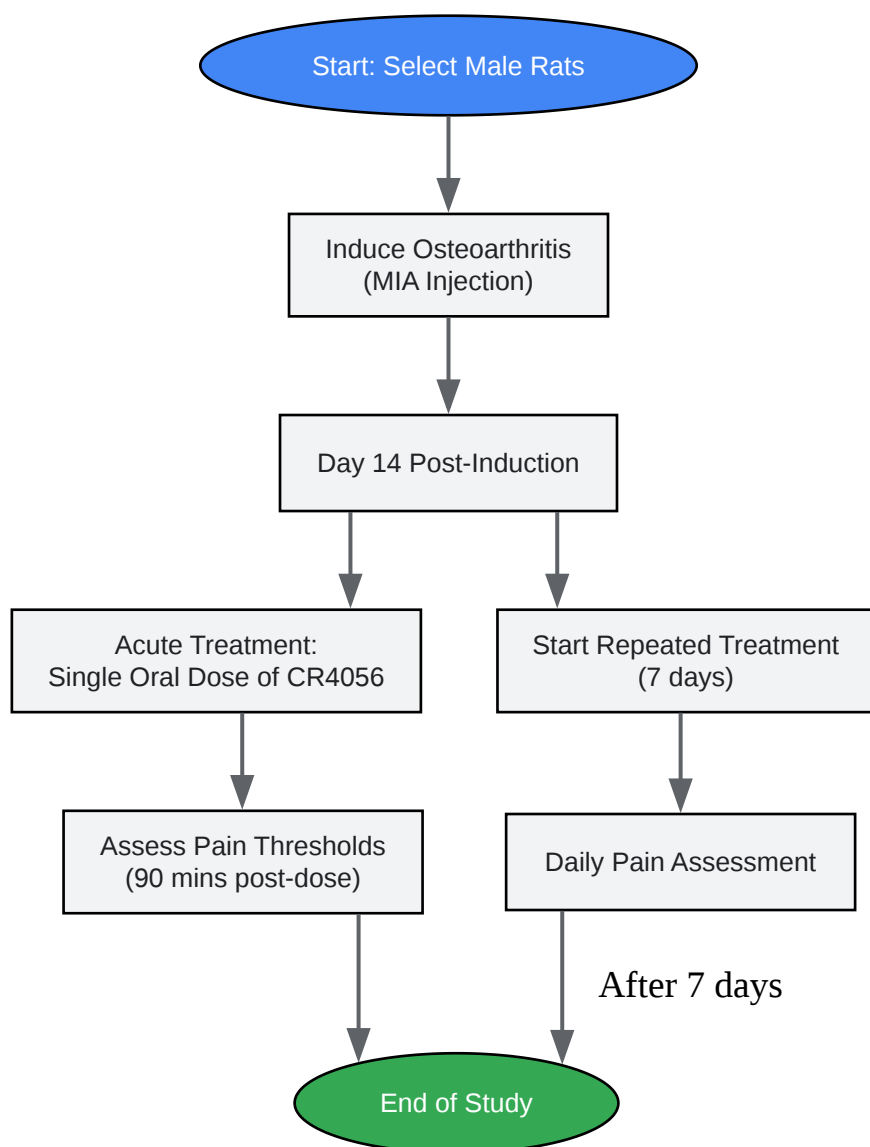 Start: Select Male Rats
Induce Osteoarthritis
(MIA Injection)
Day 14 Post-Induction
Acute Treatment:
Single Oral Dose of CR4056
Start Repeated Treatment
(7 days)
Assess Pain Thresholds
(90 mins post-dose)
Daily Pain Assessment
After 7 days
End of Study